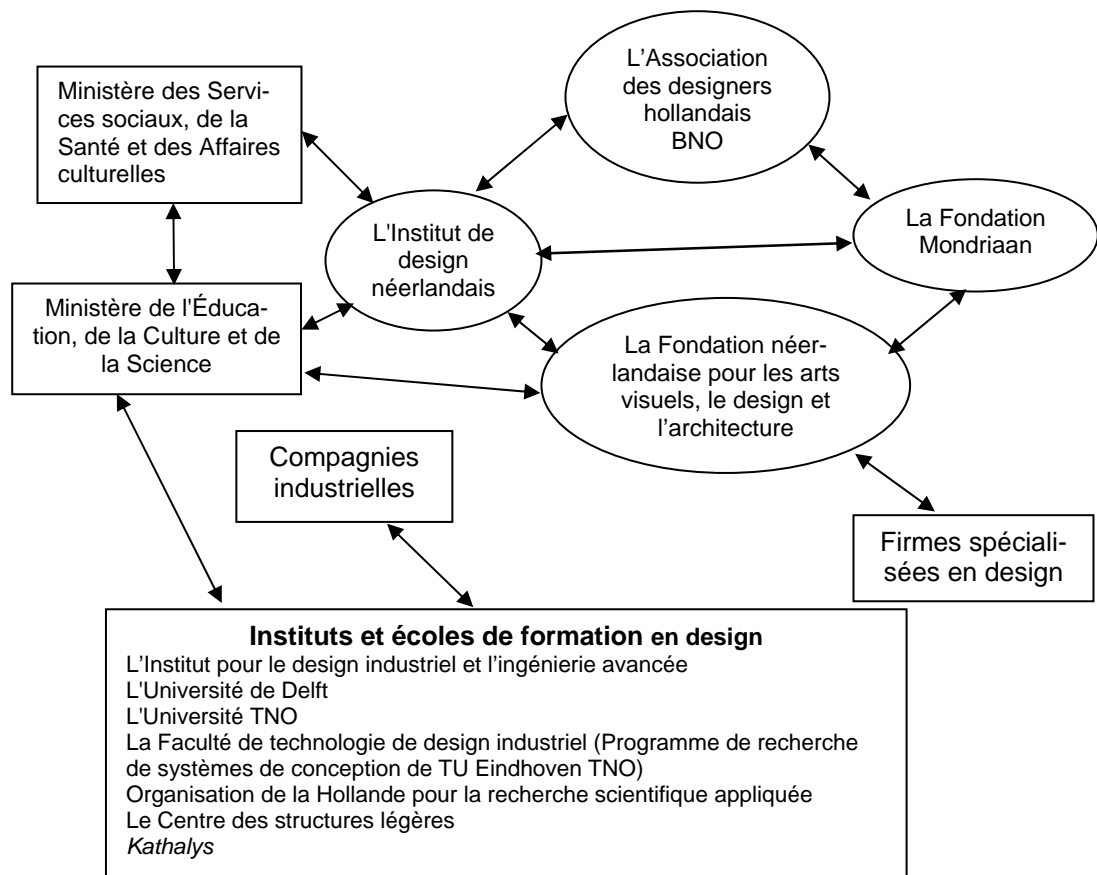 Ministère des Servi-
ces sociaux, de la
Santé et des Affaires
culturelles
L'Association
des designers
hollandais
BNO
La Fondation
Mondriaan
L'Institut de
design
néerlandais
Ministère de l'Éduca-
tion, de la Culture et de
la Science
La Fondation néer-
landaise pour les arts
visuels, le design et
l'architecture
Compagnies
industrielles
Firmes spéciali-
sées en design
Instituts et écoles de formation en design
L'Institut pour le design industriel et l'ingénierie avancée
L'Université de Delft
L'Université TNO
La Faculté de technologie de design industriel (Programme de recherche
de systèmes de conception de TU Eindhoven TNO)
Organisation de la Hollande pour la recherche scientifique appliquée
Le Centre des structures légères
Kathalys